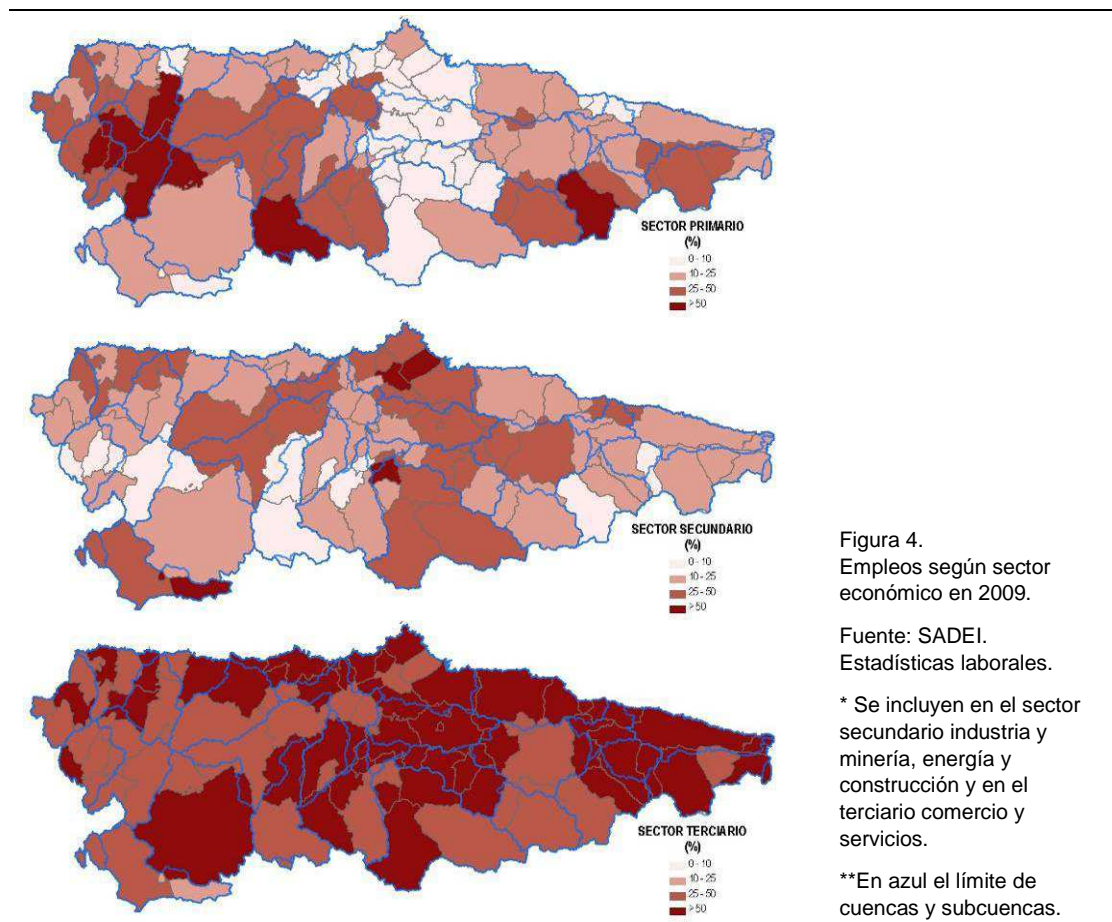 SECTOR PRIMARIO
(%)
0 - 10
10 - 25
25 - 50
> 50
SECTOR SECUNDARIO
(%)
0 - 10
10 - 25
25 - 50
> 50
SECTOR TERCIARIO
(%)
0 - 10
10 - 25
25 - 50
> 50
Figura 4.
Empleos según sector
económico en 2009.
Fuente: SADEI.
Estadísticas laborales.
* Se incluyen en el sector
secundario industria y
minería, energía y
construcción y en el
terciario comercio y
servicios.
**En azul el límite de
cuencas y subcuencas.